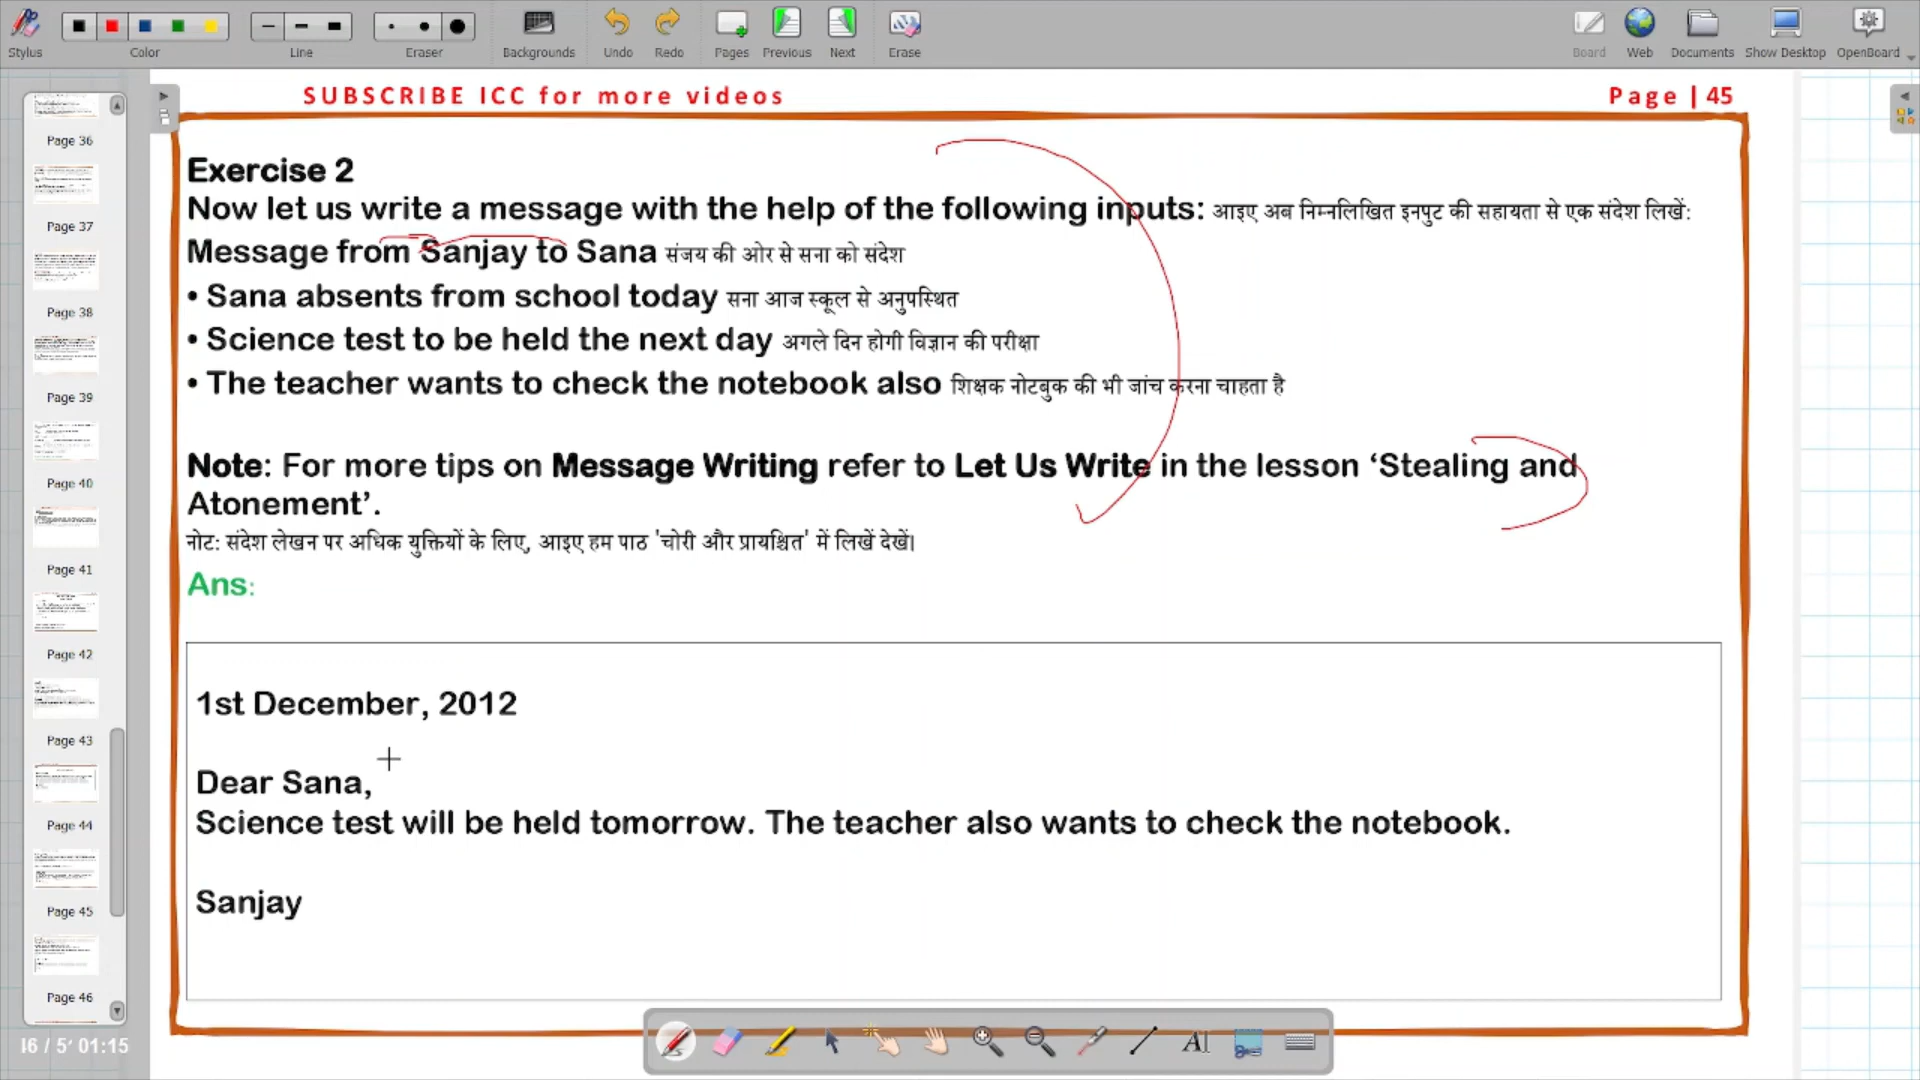 Stylus
Color
Line
Eraser
Backgrounds
Undo
Redo
Pages
Previous
Next
Erase
Board
Web
Documents
Show Desktop
OpenBoard
Page 36
Page 37
Page 38
Page 39
Page 40
Page 41
Page 42
Page 43
Page 44
Page 45
Page 46
01:15
SUBSCRIBE ICC for more videos
Page | 45
Exercise 2
Now let us write a message with the help of the following inputs: आइए अब निम्नलिखित इनपुट की सहायता से एक संदेश लिखें:
Message from Sanjay to Sana संजय की ओर से सना को संदेश
• Sana absents from school today सना आज स्कूल से अनुपस्थित
• Science test to be held the next day अगले दिन होगी विज्ञान की परीक्षा
• The teacher wants to check the notebook also शिक्षक नोटबुक की भी जांच करना चाहता है
Note: For more tips on Message Writing refer to Let Us Write in the lesson ‘Stealing and
Atonement’.
नोट: संदेश लेखन पर अधिक युक्तियों के लिए, आइए हम पाठ 'चोरी और प्रायश्चित' में लिखें देखें।
Ans:
1st December, 2012
Dear Sana,
Science test will be held tomorrow. The teacher also wants to check the notebook.
Sanjay